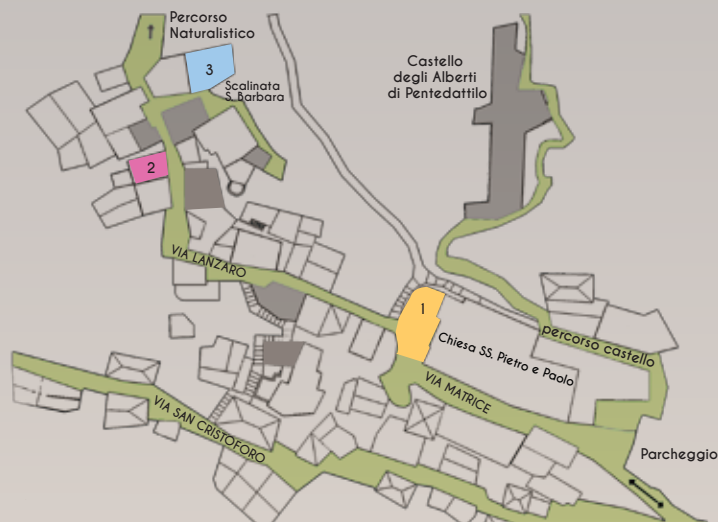 Percorso
Naturalistico
3
Scalinata
S. Barbara
Castello
degli Alberti
di Pentedattilo
2
VIA LANZARO
1
Chiesa SS. Pietro e Paolo
percorso castello
VIA MATRICE
VIA SAN CRISTOFORO
Parcheggio